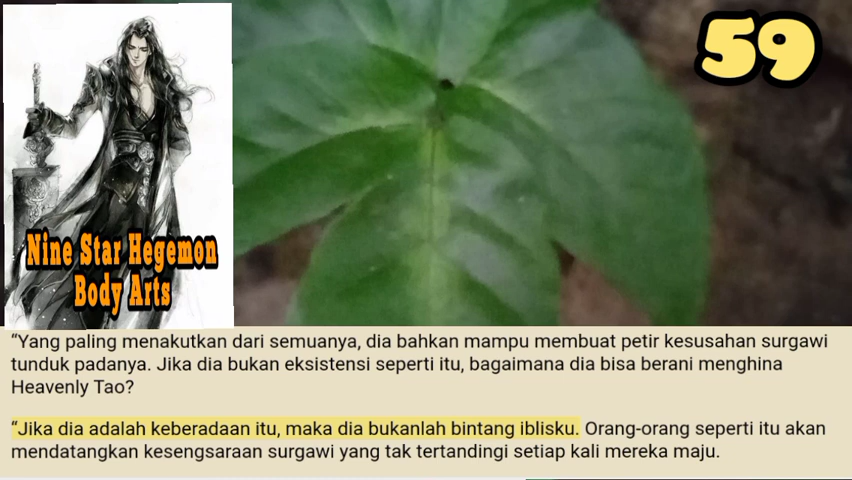 59
Nine Star Hegemon
Body Arts
“Yang paling menakutkan dari semuanya, dia bahkan mampu membuat petir kesusahan surgawi
tunduk padanya. Jika dia bukan eksistensi seperti itu, bagaimana dia bisa berani menghina
Heavenly Tao?
“Jika dia adalah keberadaan itu, maka dia bukanlah bintang iblisku. Orang-orang seperti itu akan
mendatangkan kesengsaraan surgawi yang tak tertandingi setiap kali mereka maju.